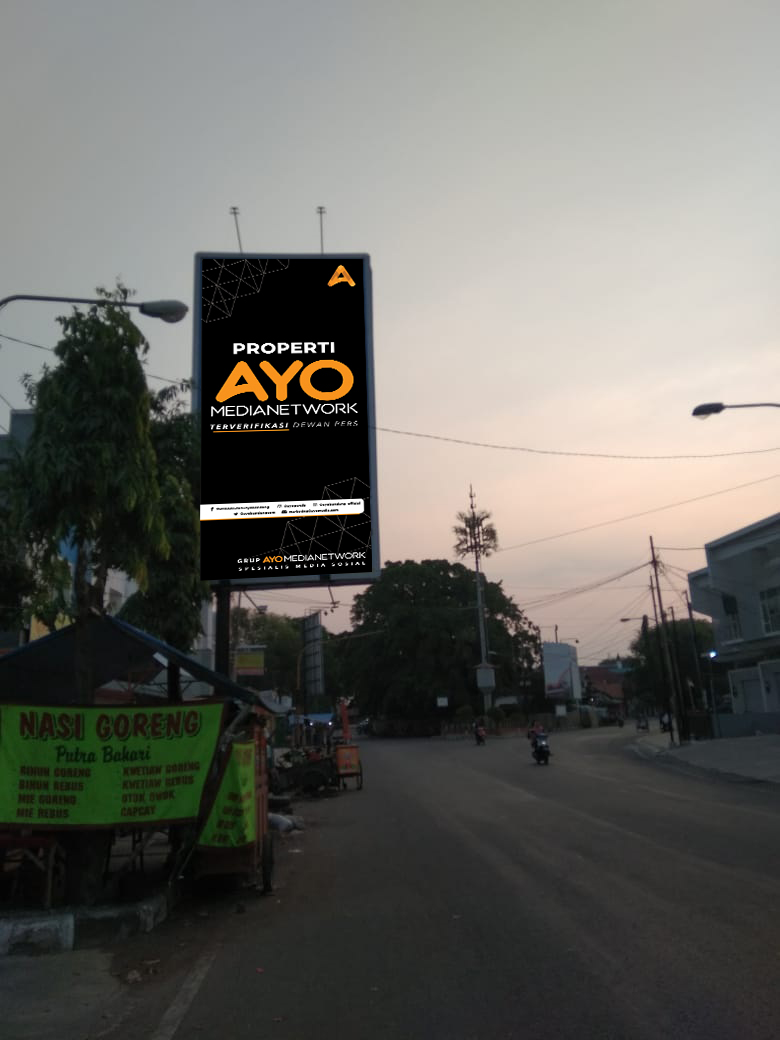 PROPERTI
AYO
MEDIANETWORK
TERVERIFIKASI DEWAN PERS
GRUP AYOMEDIANETWORK
SPESIALIS MEDIA SOSIAL
NASI GORENG
Putra Bahari
BIHUN GORENG
BIHUN REBUS
MIE GORENG
MIE REBUS
KWETIAW GORENG
KWETIAW REBUS
CAPCAY